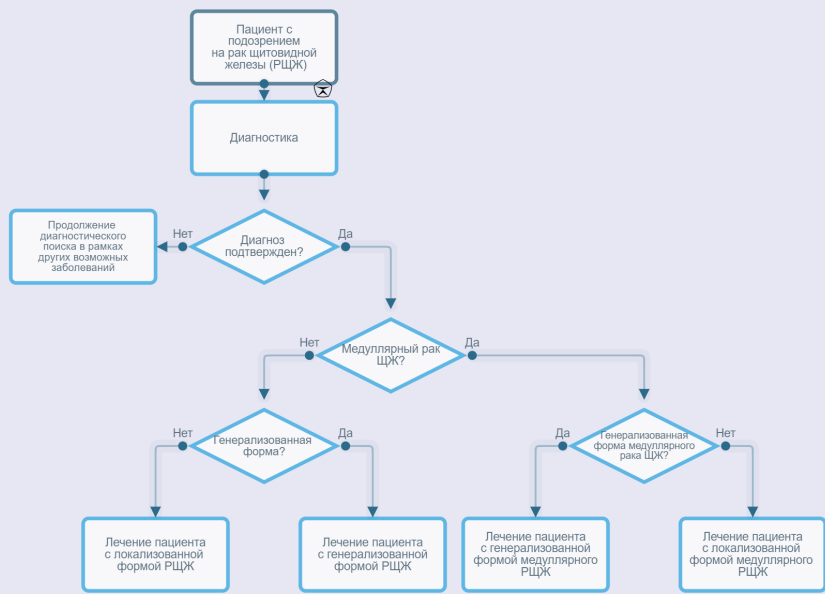 Пациент с
подозрением
на рак щитовидной
железы (РЩЖ)
Диагностика
Продолжение
диагностического
поиска в рамках
других возможных
заболеваний
Нет
Диагноз
подтвержден?
Да
Нет
Медуллярный рак
ЩЖ?
Да
Нет
Генерализованная
форма?
Да
Да
Генерализованная
форма медуллярного
рака ЩЖ?
Нет
Лечение пациента
с локализованной
формой РЩЖ
Лечение пациента
с генерализованной
формой РЩЖ
Лечение пациента
с генерализованной
формой медуллярного
РЩЖ
Лечение пациента
с локализованной
формой медуллярного
РЩЖ